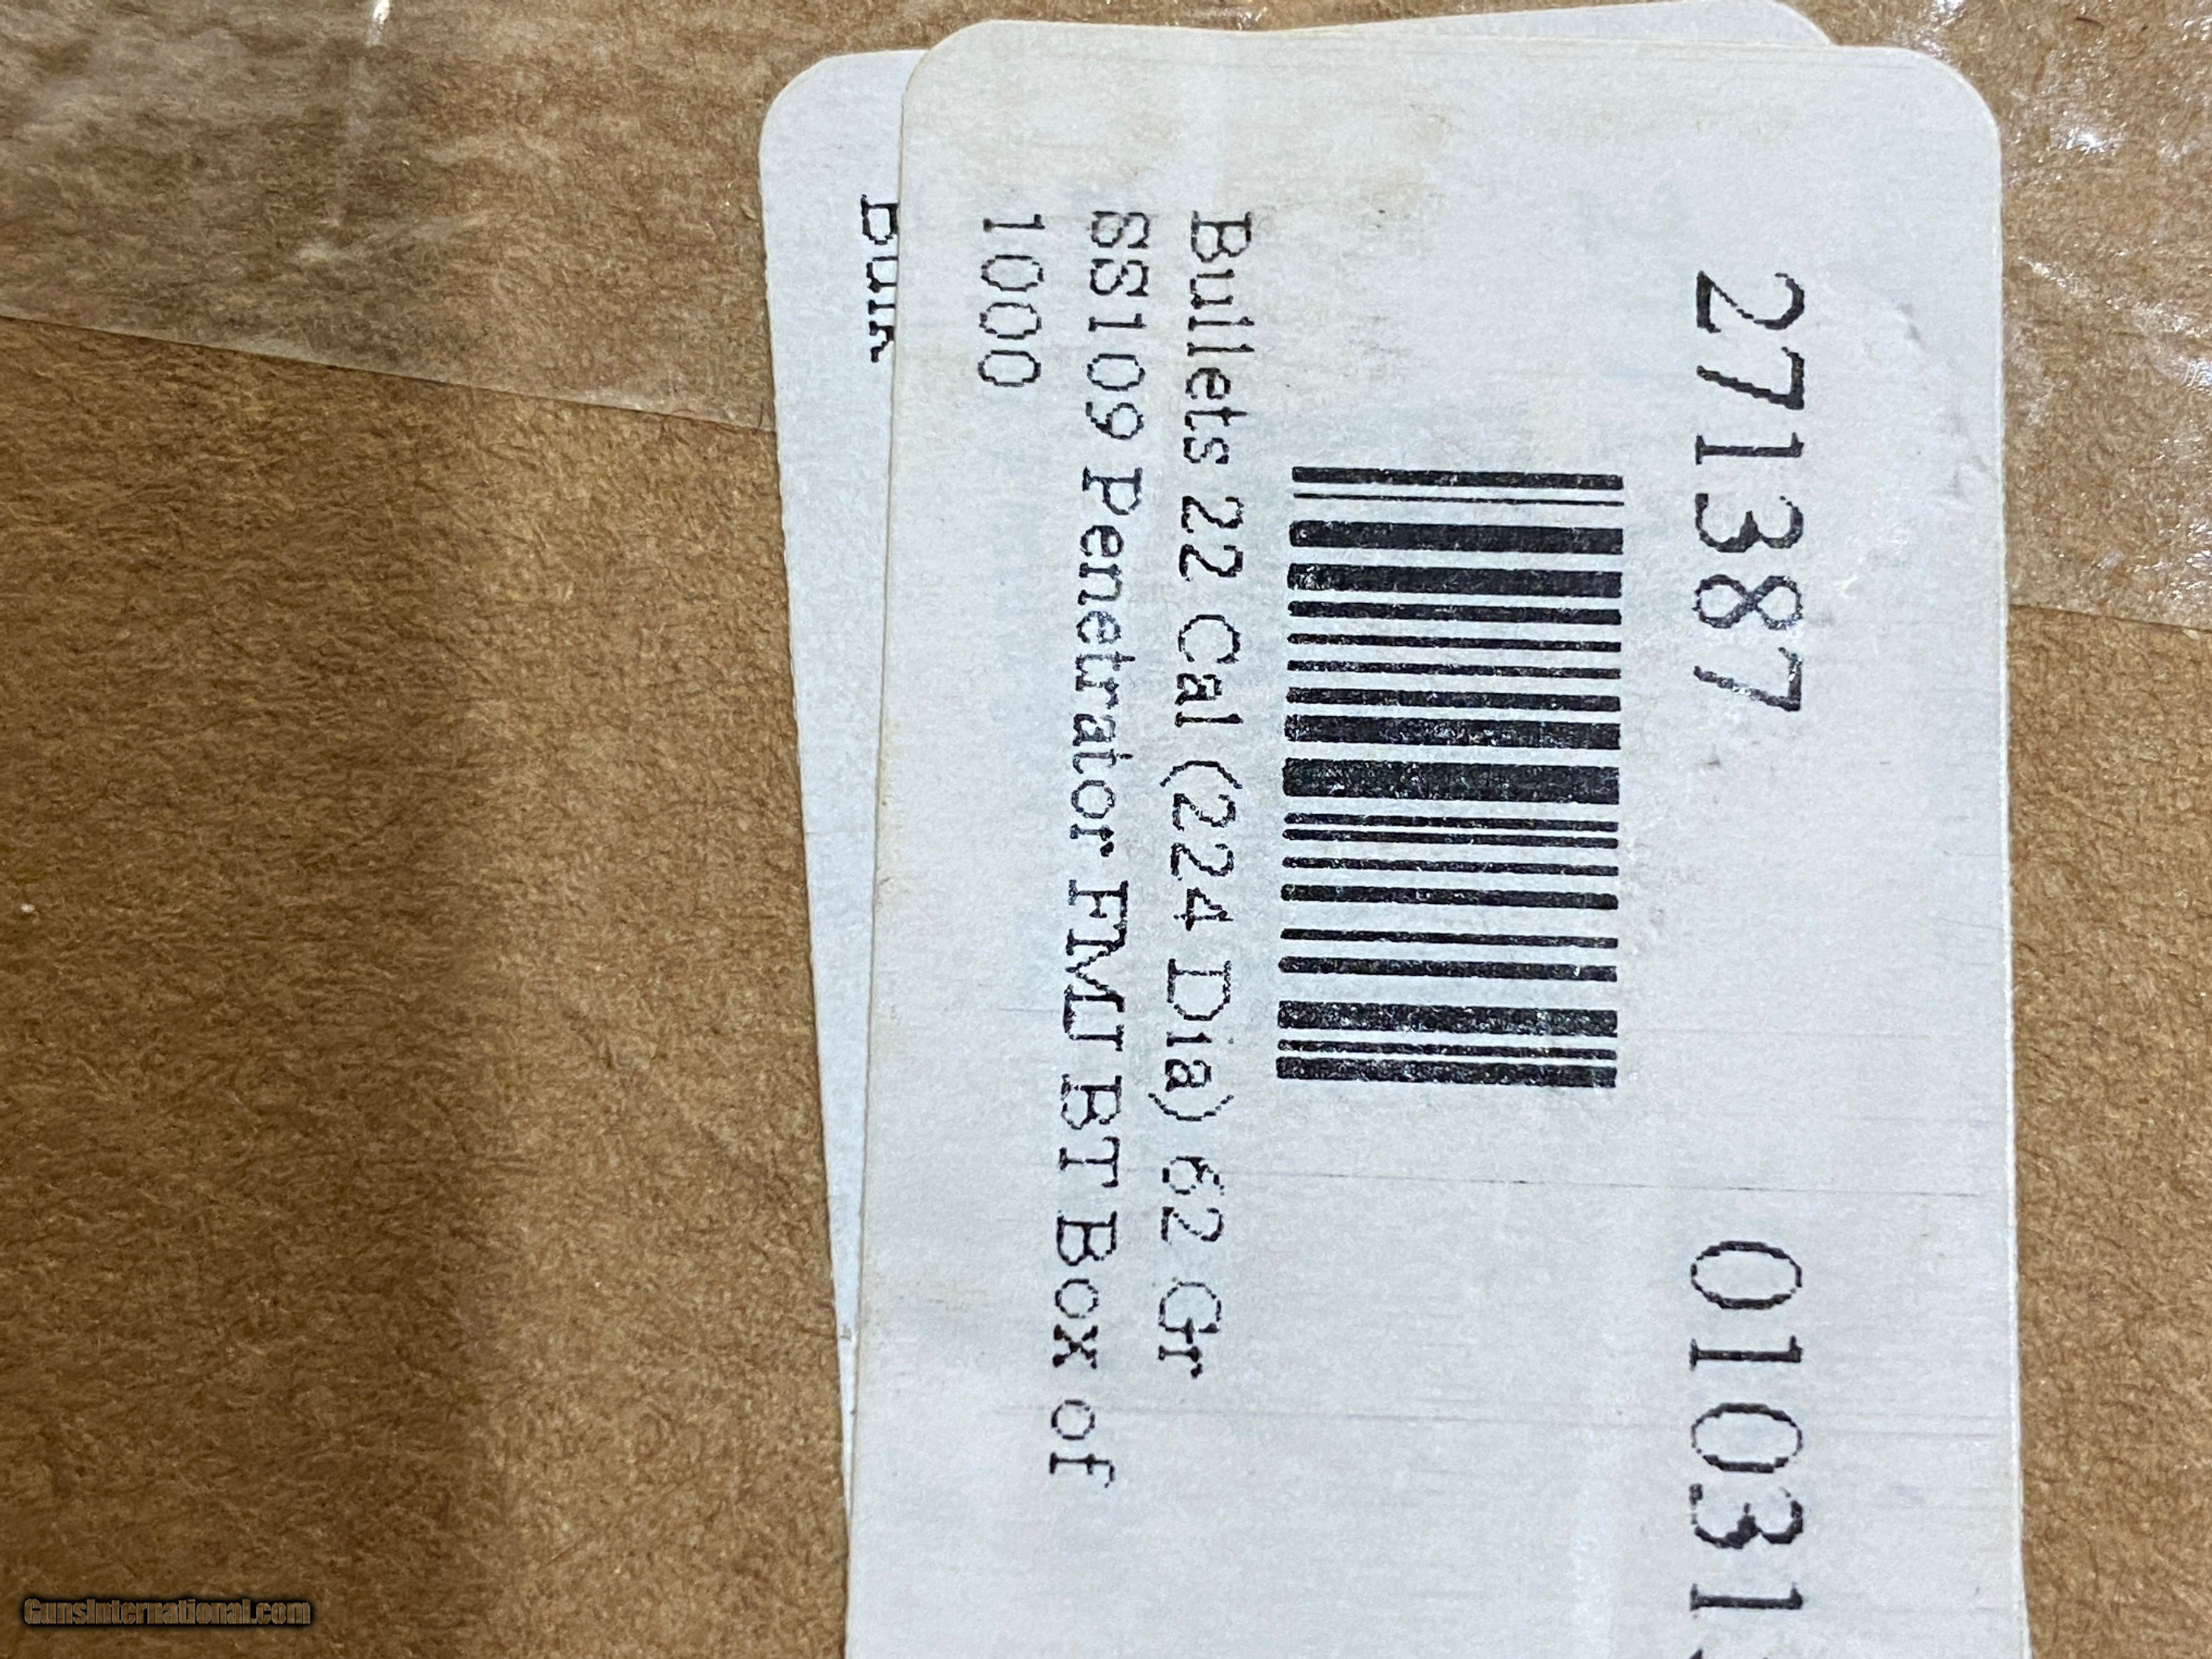 271387 01031
Bullets 22 Cal (224 Dia) 62 Gr
SS109 Penetrator FMJ BT Box of
1000
GunsInternational.com